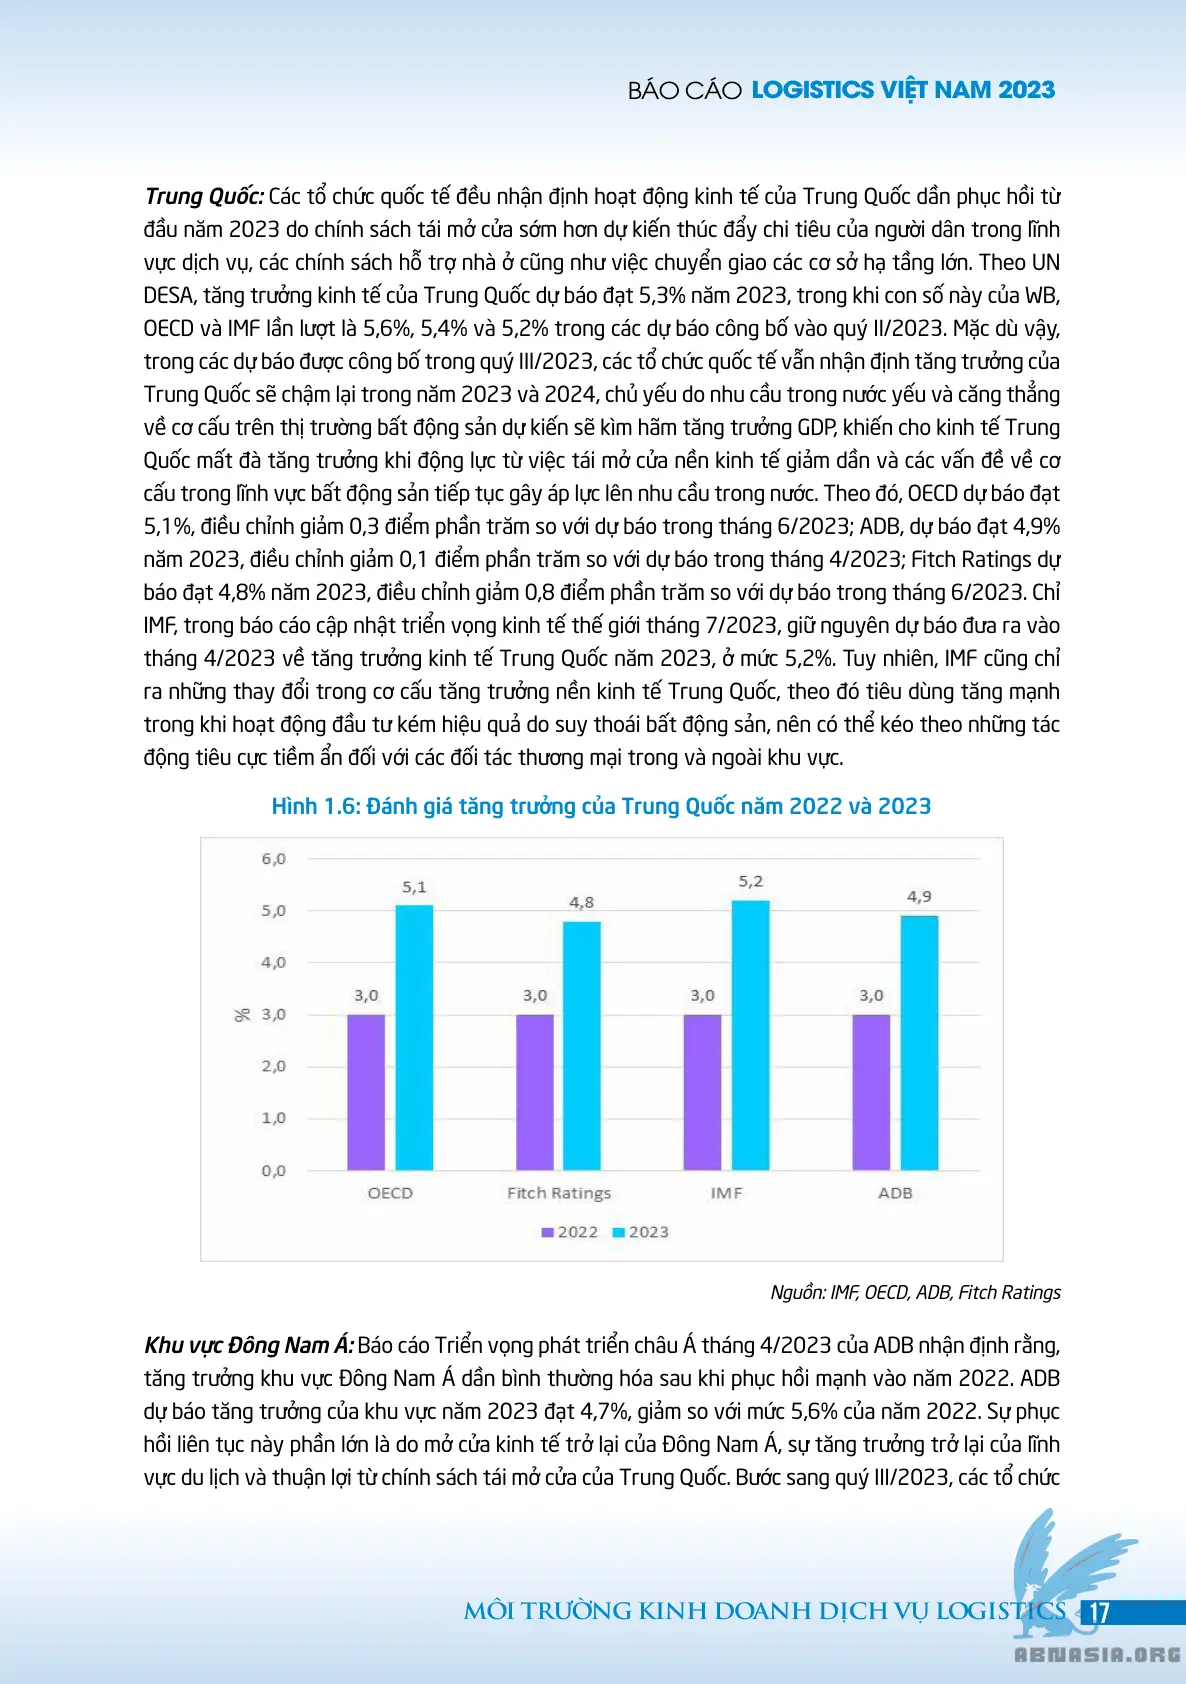 BÁO CÁO LOGISTICS VIỆT NAM 2023
Trung Quốc: Các tổ chức quốc tế đều nhận định hoạt động kinh tế của Trung Quốc dần phục hồi từ
đầu năm 2023 do chính sách tái mở cửa sớm hơn dự kiến thúc đẩy chi tiêu của người dân trong lĩnh
vực dịch vụ, các chính sách hỗ trợ nhà ở cũng như việc chuyển giao các cơ sở hạ tầng lớn. Theo UN
DESA, tăng trưởng kinh tế của Trung Quốc dự báo đạt 5,3% năm 2023, trong khi con số này của WB,
OECD và IMF lần lượt là 5,6%, 5,4% và 5,2% trong các dự báo công bố vào quý II/2023. Mặc dù vậy,
trong các dự báo được công bố trong quý III/2023, các tổ chức quốc tế vẫn nhận định tăng trưởng của
Trung Quốc sẽ chậm lại trong năm 2023 và 2024, chủ yếu do nhu cầu trong nước yếu và căng thẳng
về cơ cấu trên thị trường bất động sản dự kiến sẽ kìm hãm tăng trưởng GDP, khiến cho kinh tế Trung
Quốc mất đà tăng trưởng khi động lực từ việc tái mở cửa nền kinh tế giảm dần và các vấn đề về cơ
cấu trong lĩnh vực bất động sản tiếp tục gây áp lực lên nhu cầu trong nước. Theo đó, OECD dự báo đạt
5,1%, điều chỉnh giảm 0,3 điểm phần trăm so với dự báo trong tháng 6/2023; ADB, dự báo đạt 4,9%
năm 2023, điều chỉnh giảm 0,1 điểm phần trăm so với dự báo trong tháng 4/2023; Fitch Ratings dự
báo đạt 4,8% năm 2023, điều chỉnh giảm 0,8 điểm phần trăm so với dự báo trong tháng 6/2023. Chỉ
IMF, trong báo cáo cập nhật triển vọng kinh tế thế giới tháng 7/2023, giữ nguyên dự báo đưa ra vào
tháng 4/2023 về tăng trưởng kinh tế Trung Quốc năm 2023, ở mức 5,2%. Tuy nhiên, IMF cũng chỉ
ra những thay đổi trong cơ cấu tăng trưởng nền kinh tế Trung Quốc, theo đó tiêu dùng tăng mạnh
trong khi hoạt động đầu tư kém hiệu quả do suy thoái bất động sản, nên có thể kéo theo những tác
động tiêu cực tiềm ẩn đối với các đối tác thương mại trong và ngoài khu vực.
Hình 1.6: Đánh giá tăng trưởng của Trung Quốc năm 2022 và 2023
6,0
5,0
4,0
3,0
2,0
1,0
0,0
%
3,0 5,1
3,0 4,8
3,0 5,2
3,0 4,9
OECD Fitch Ratings IMF ADB
2022 2023
Nguồn: IMF, OECD, ADB, Fitch Ratings
Khu vực Đông Nam Á: Báo cáo Triển vọng phát triển châu Á tháng 4/2023 của ADB nhận định rằng,
tăng trưởng khu vực Đông Nam Á dần bình thường hóa sau khi phục hồi mạnh vào năm 2022. ADB
dự báo tăng trưởng của khu vực năm 2023 đạt 4,7%, giảm so với mức 5,6% của năm 2022. Sự phục
hồi liên tục này phần lớn là do mở cửa kinh tế trở lại của Đông Nam Á, sự tăng trưởng trở lại của lĩnh
vực du lịch và thuận lợi từ chính sách tái mở cửa của Trung Quốc. Bước sang quý III/2023, các tổ chức
MÔI TRƯỜNG KINH DOANH DỊCH VỤ LOGISTICS 17
ABNASIA.ORG